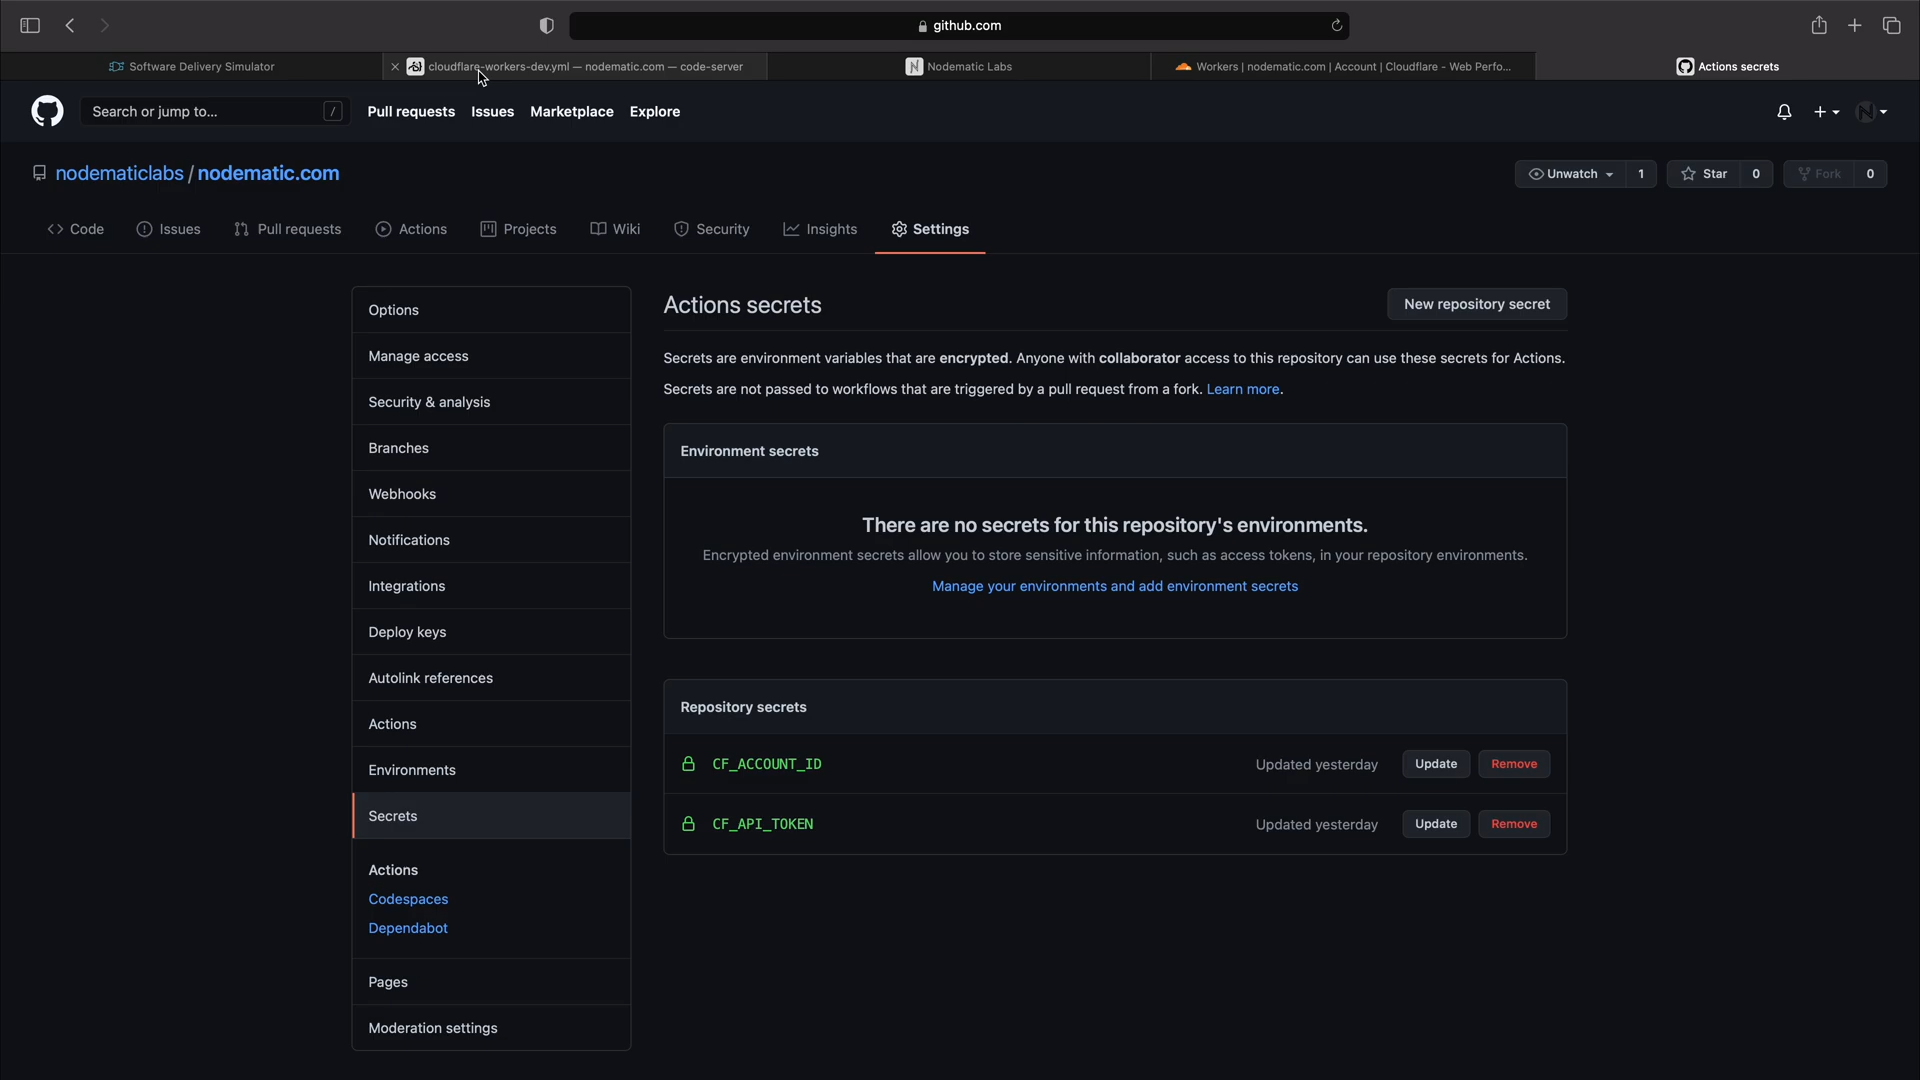 github.com
Software Delivery Simulator
cloudflare-workers-dev.yml — nodematic.com — code-server
Nodematic Labs
Workers | nodematic.com | Account | Cloudflare - Web Perfo...
Actions secrets
Search or jump to... /
Pull requests
Issues
Marketplace
Explore
nodematiclabs / nodematic.com
Unwatch 1
Star 0
Fork 0
Code
Issues
Pull requests
Actions
Projects
Wiki
Security
Insights
Settings
Options
Manage access
Security & analysis
Branches
Webhooks
Notifications
Integrations
Deploy keys
Autolink references
Actions
Environments
Secrets
Actions
Codespaces
Dependabot
Pages
Moderation settings
Actions secrets
New repository secret
Secrets are environment variables that are encrypted. Anyone with collaborator access to this repository can use these secrets for Actions.
Secrets are not passed to workflows that are triggered by a pull request from a fork. Learn more.
Environment secrets
There are no secrets for this repository's environments.
Encrypted environment secrets allow you to store sensitive information, such as access tokens, in your repository environments.
Manage your environments and add environment secrets
Repository secrets
CF_ACCOUNT_ID Updated yesterday Update Remove
CF_API_TOKEN Updated yesterday Update Remove